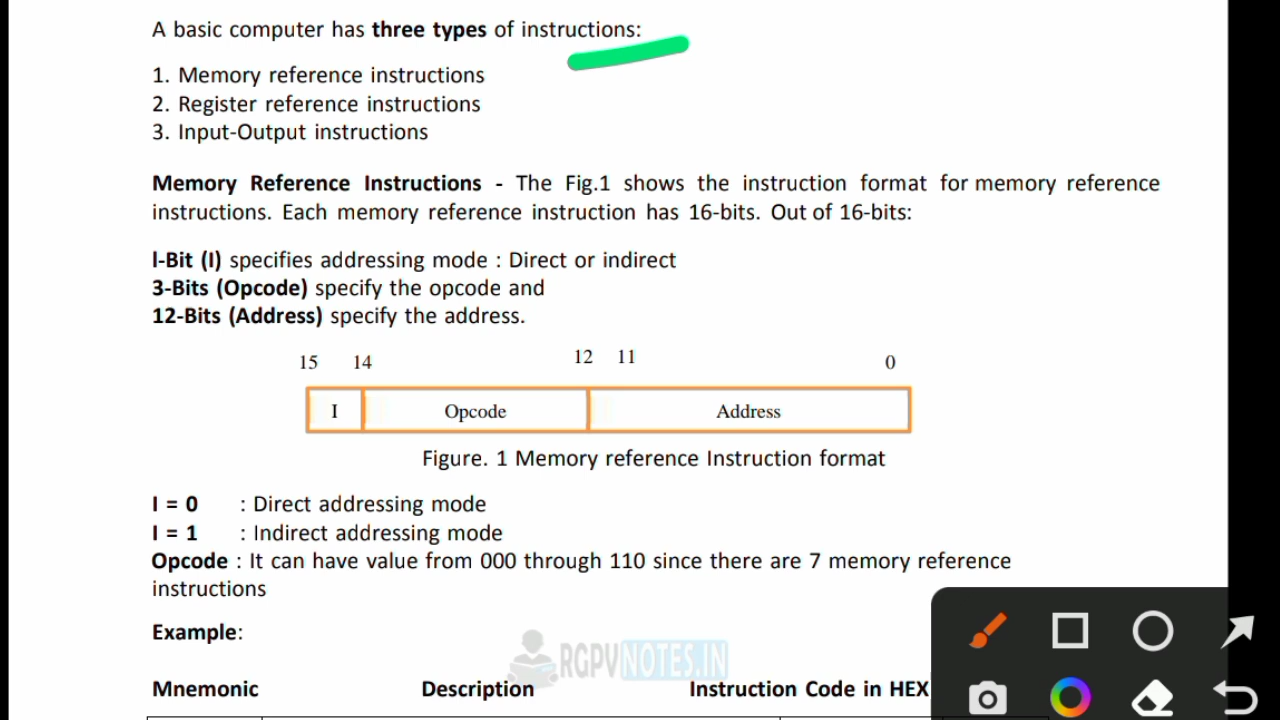 A basic computer has three types of instructions:
1. Memory reference instructions
2. Register reference instructions
3. Input-Output instructions
Memory Reference Instructions - The Fig.1 shows the instruction format for memory reference
instructions. Each memory reference instruction has 16-bits. Out of 16-bits:
l-Bit (I) specifies addressing mode : Direct or indirect
3-Bits (Opcode) specify the opcode and
12-Bits (Address) specify the address.
15 14 12 11 0
I Opcode Address
Figure. 1 Memory reference Instruction format
I = 0 : Direct addressing mode
I = 1 : Indirect addressing mode
Opcode : It can have value from 000 through 110 since there are 7 memory reference
instructions
Example:
RGPVNOTES.IN
Mnemonic Description Instruction Code in HEX